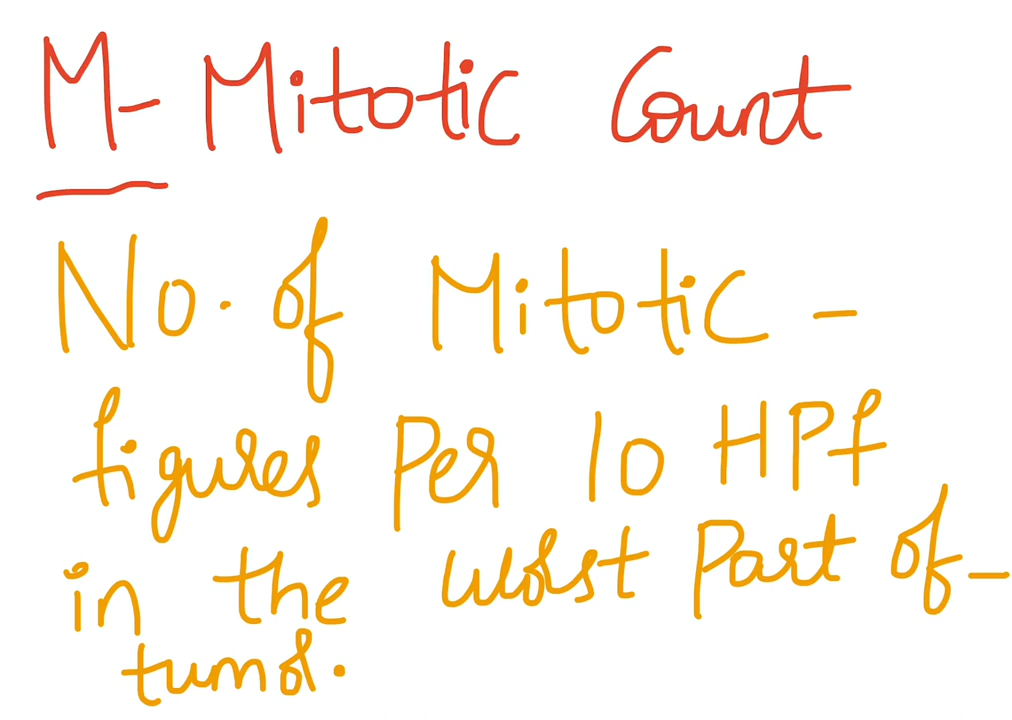 M- Mitotic Count
No. of Mitotic -
figures Per 10 HPf
in the worst Part of -
tumor.